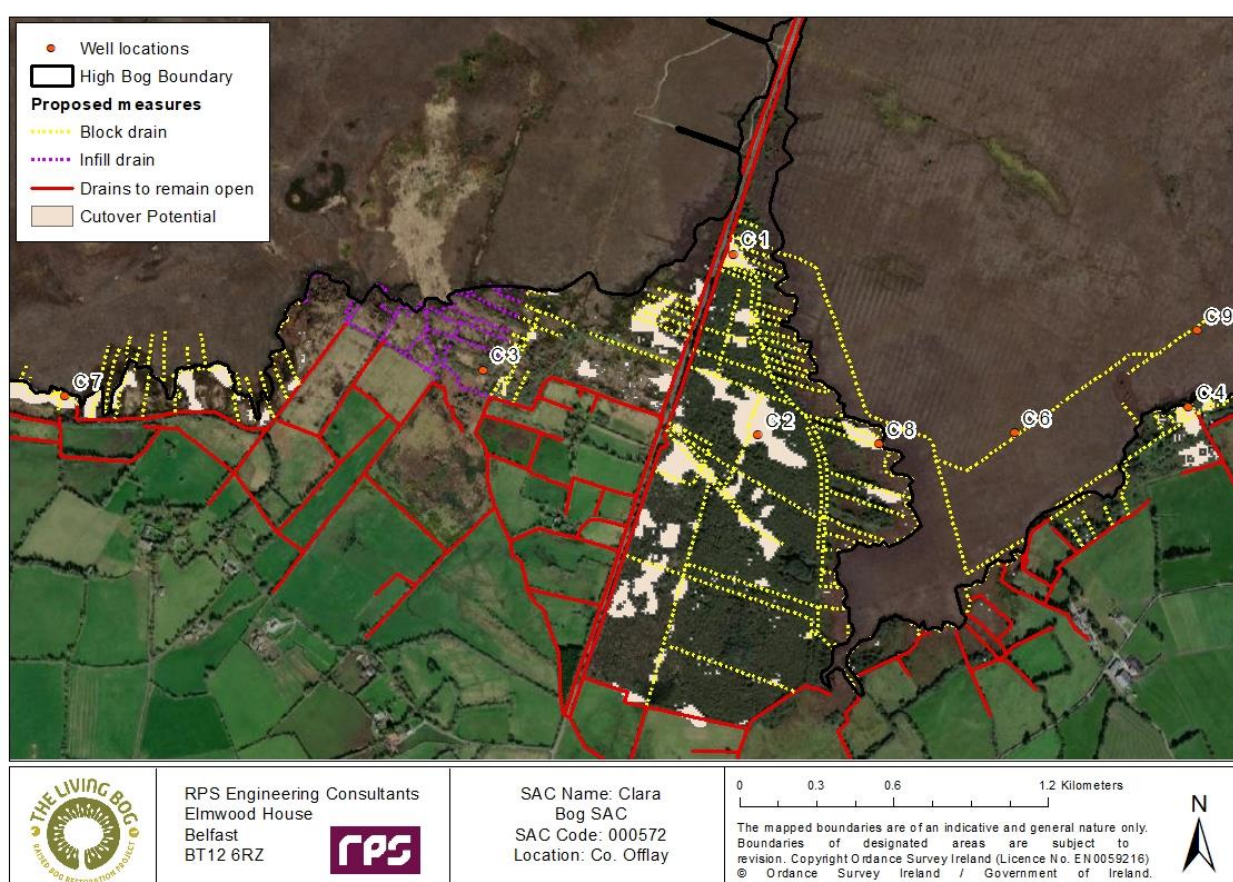 Well locations
High Bog Boundary
Proposed measures
Block drain
Infill drain
Drains to remain open
Cutover Potential
C1
C9
C3
C7
C4
C2
C8
C6
THE LIVING BOG
RAISED BOG RESTORATION PROJECT
RPS Engineering Consultants
Elmwood House
Belfast
BT12 6RZ
rps
SAC Name: Clara
Bog SAC
SAC Code: 000572
Location: Co. Offlay
0 0.3 0.6 1.2 Kilometers
The mapped boundaries are of an indicative and general nature only.
Boundaries of designated areas are subject to
revision. Copyright Ordance Survey Ireland (Licence No. EN0059216)
© Ordance Survey Ireland / Government of Ireland.
N